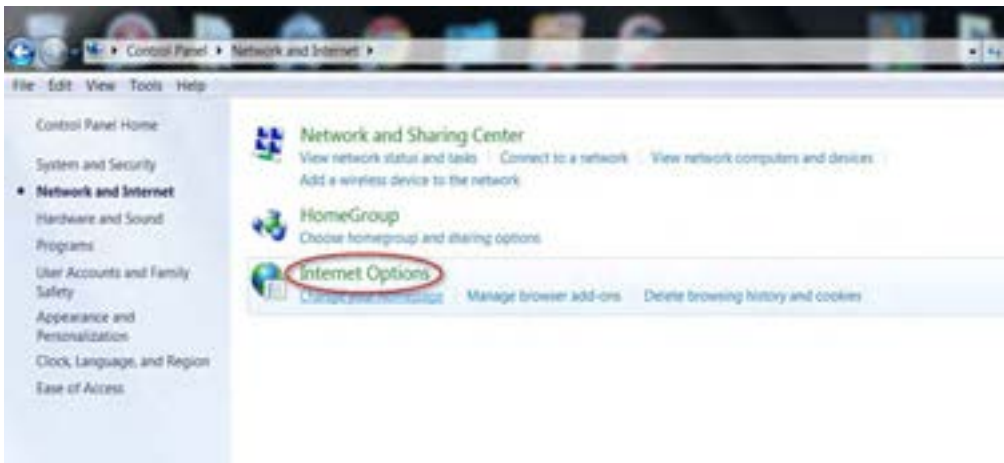 Control Panel Network and Internet
File Edit View Tools Help
Control Panel Home
System and Security
Network and Internet
Hardware and Sound
Programs
User Accounts and Family
Safety
Appearance and
Personalization
Clock, Language, and Region
Ease of Access
Network and Sharing Center
View network status and tasks Connect to a network View network computers and devices
Add a wireless device to the network
HomeGroup
Choose homegroup and sharing options
Internet Options
Change your homepage Manage browser add-ons Delete browsing history and cookies